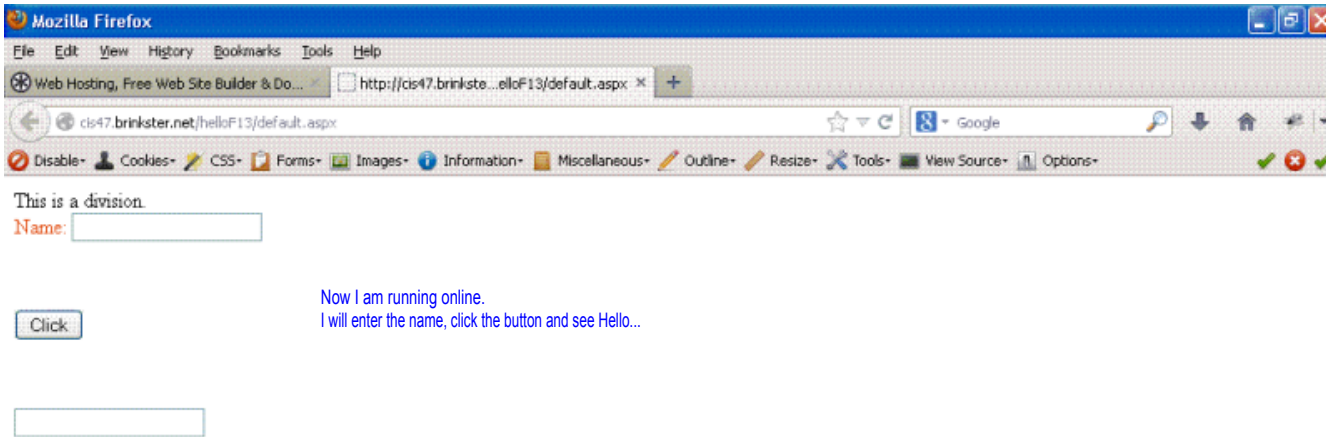 Mozilla Firefox
File Edit View History Bookmarks Tools Help
Web Hosting, Free Web Site Builder & Do... http://cis47.brinkste...elloF13/default.aspx
cis47.brinkster.net/helloF13/default.aspx Google
Disable Cookies CSS Forms Images Information Miscellaneous Outline Resize Tools View Source Options
This is a division.
Name:
Now I am running online.
I will enter the name, click the button and see Hello...
Click